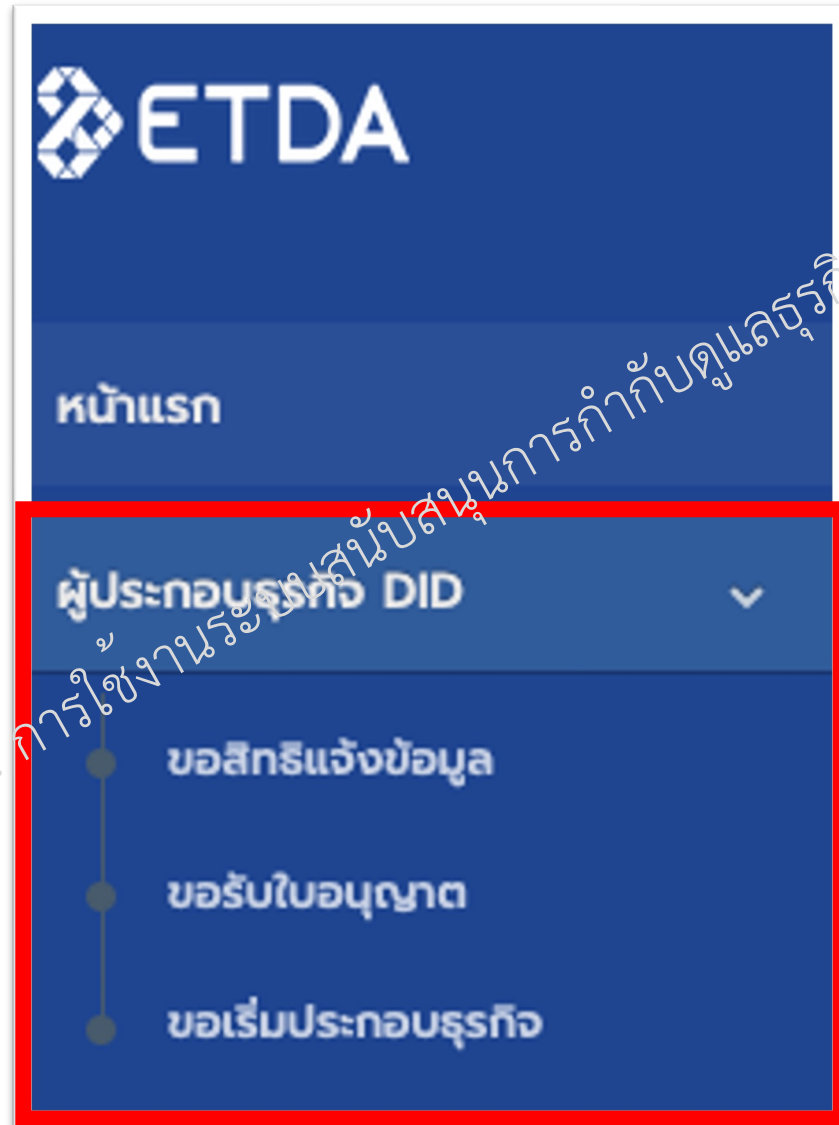 ETDA
หน้าแรก
ผู้ประกอบธุรกิจ DID
ขอสิทธิแจ้งข้อมูล
ขอรับใบอนุญาต
ขอเริ่มประกอบธุรกิจ
การใช้งานระบบสนับสนุนการกำกับดูแลธุรกิ